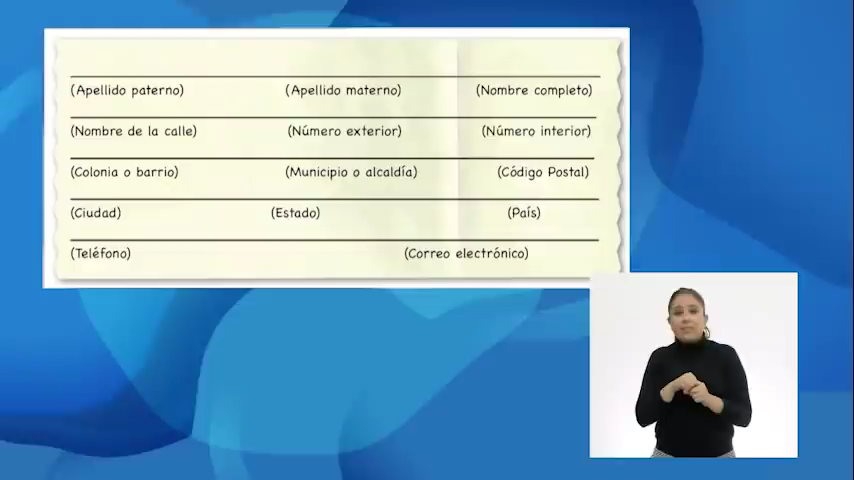 (Apellido paterno) (Apellido materno) (Nombre completo)
(Nombre de la calle) (Número exterior) (Número interior)
(Colonia o barrio) (Municipio o alcaldía) (Código Postal)
(Ciudad) (Estado) (País)
(Teléfono) (Correo electrónico)